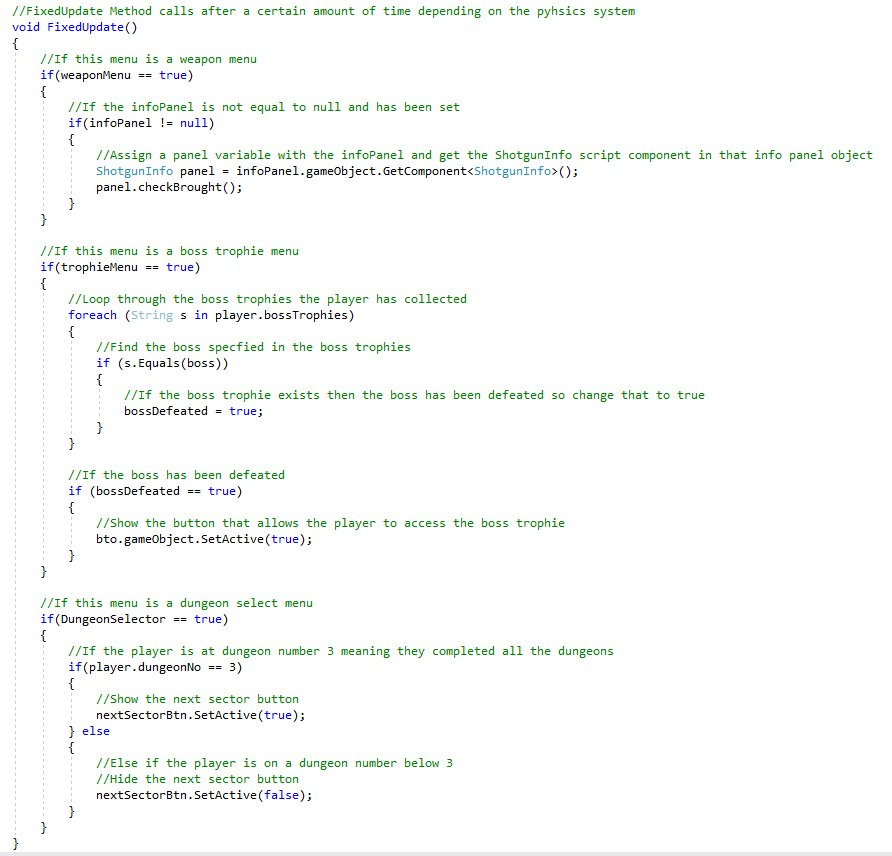 //FixedUpdate Method calls after a certain amount of time depending on the pyhsics system
void FixedUpdate()
{
//If this menu is a weapon menu
if(weaponMenu == true)
{
//If the infoPanel is not equal to null and has been set
if(infoPanel != null)
{
//Assign a panel variable with the infoPanel and get the ShotgunInfo script component in that info panel object
ShotgunInfo panel = infoPanel.gameObject.GetComponent<ShotgunInfo>();
panel.checkBrought();
}
}
//If this menu is a boss trophie menu
if(trophieMenu == true)
{
//Loop through the boss trophies the player has collected
foreach (String s in player.bossTrophies)
{
//Find the boss specfied in the boss trophies
if (s.Equals(boss))
{
//If the boss trophie exists then the boss has been defeated so change that to true
bossDefeated = true;
}
}
//If the boss has been defeated
if (bossDefeated == true)
{
//Show the button that allows the player to access the boss trophie
bto.gameObject.SetActive(true);
}
}
//If this menu is a dungeon select menu
if(DungeonSelector == true)
{
//If the player is at dungeon number 3 meaning they completed all the dungeons
if(player.dungeonNo == 3)
{
//Show the next sector button
nextSectorBtn.SetActive(true);
} else
{
//Else if the player is on a dungeon number below 3
//Hide the next sector button
nextSectorBtn.SetActive(false);
}
}
}